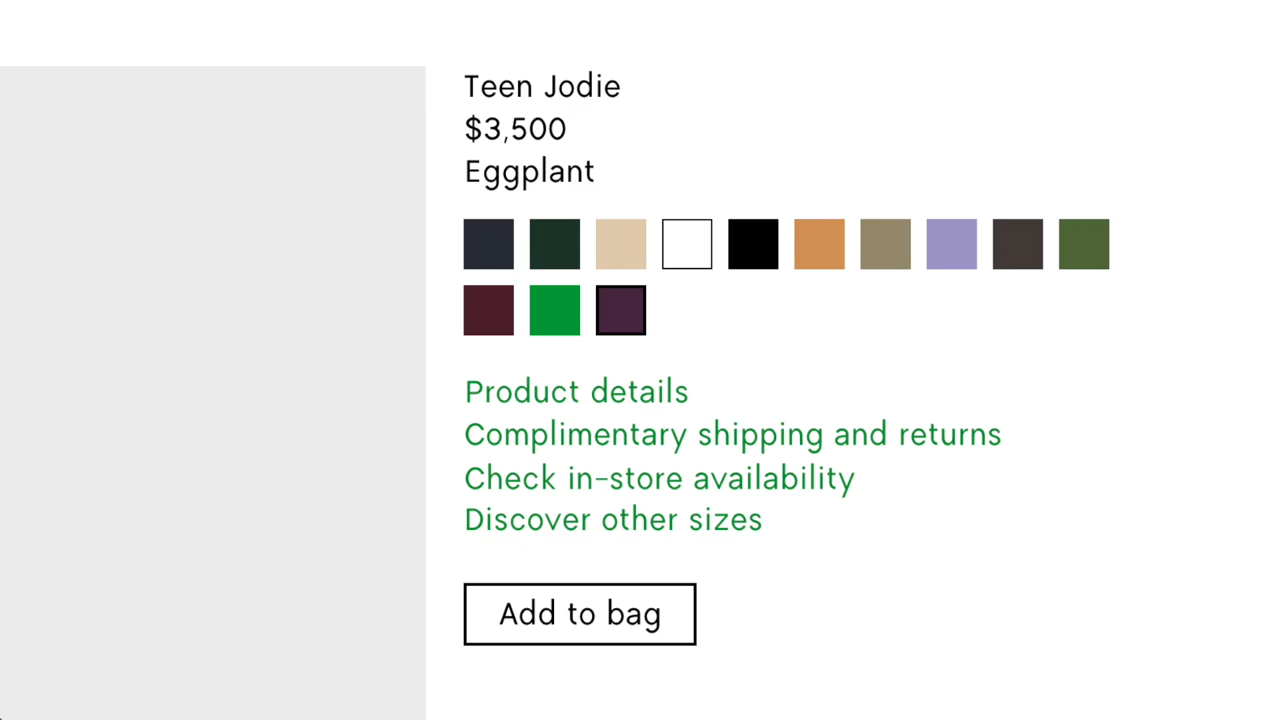 Teen Jodie
$3,500
Eggplant
Product details
Complimentary shipping and returns
Check in-store availability
Discover other sizes
Add to bag